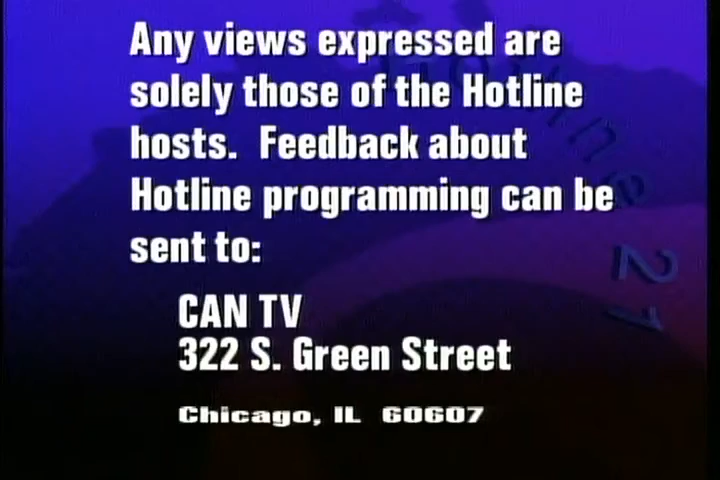 Any views expressed are
solely those of the Hotline
hosts.  Feedback about
Hotline programming can be
sent to:
CAN TV
322 S. Green Street
Chicago, IL  60607
21